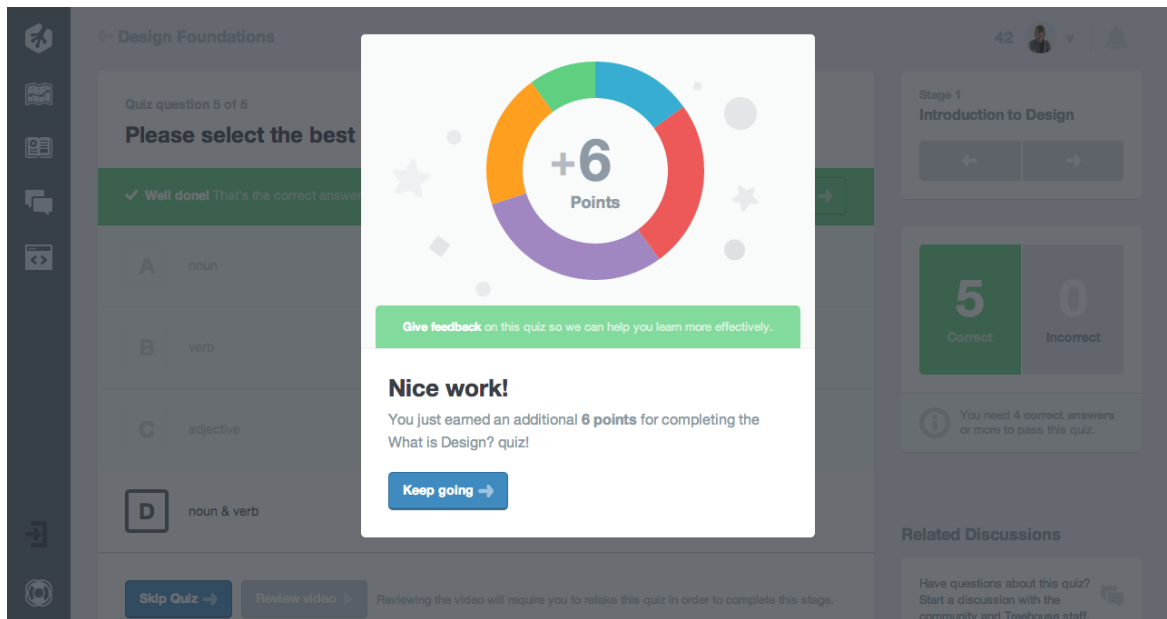 Design Foundations
42
Quiz question 5 of 5
Please select the best
Well done! That's the correct answer
A noun
B verb
C adjective
D noun & verb
Skip Quiz
Review video
Reviewing the video will require you to retake this quiz in order to complete this stage.
+6
Points
Give feedback on this quiz so we can help you learn more effectively.
Nice work!
You just earned an additional 6 points for completing the
What is Design? quiz!
Keep going
Stage 1
Introduction to Design
5
Correct
0
Incorrect
You need 4 correct answers
or more to pass this quiz.
Related Discussions
Have questions about this quiz?
Start a discussion with the
community and Treehouse staff.